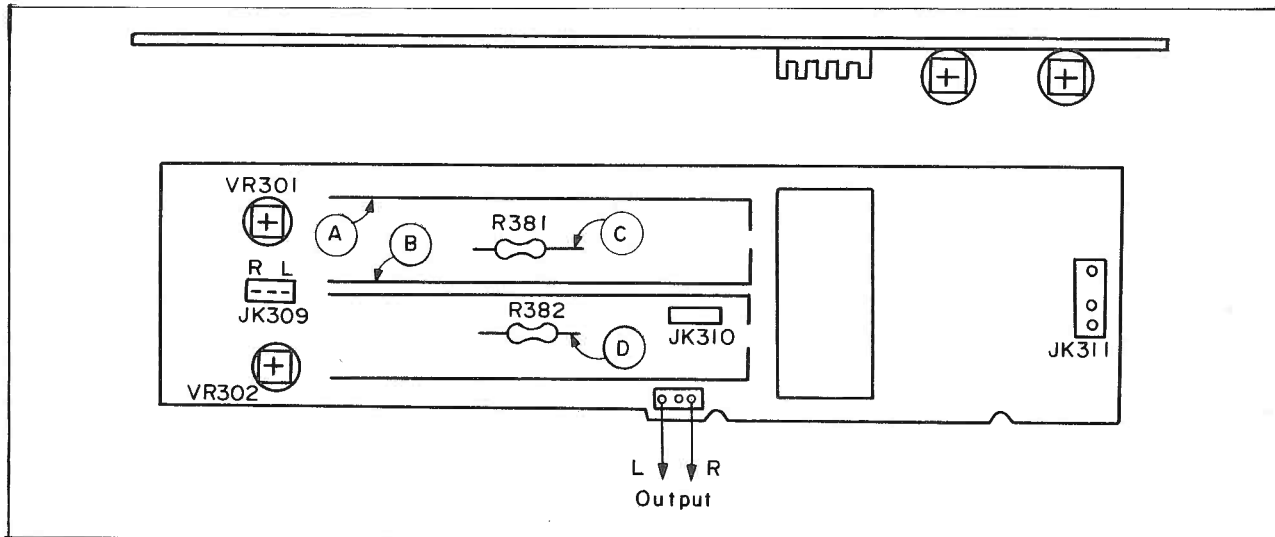 VR301
A
B
R381
C
R L
JK309
R382
JK310
D
JK311
VR302
L R
Output